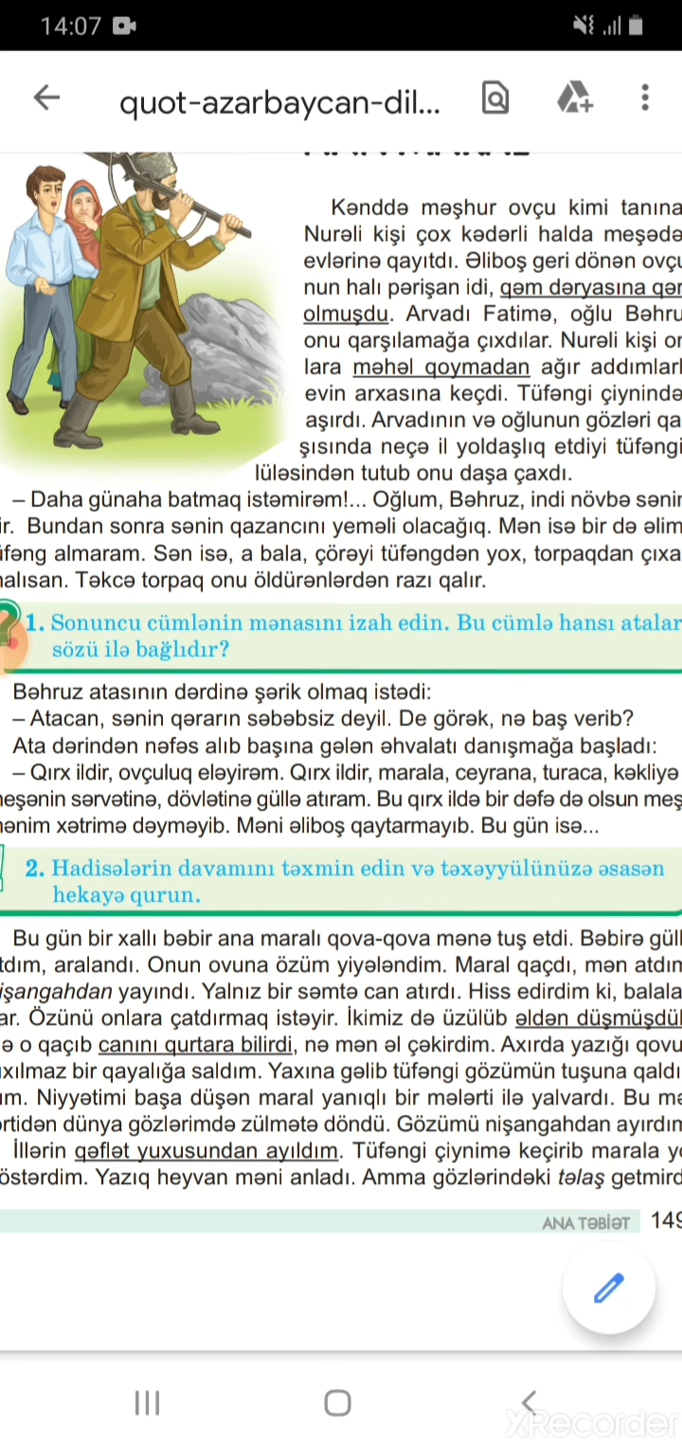 14:07
quot-azarbaycan-dil...
Kənddə məşhur ovçu kimi tanına
Nurəli kişi çox kədərli halda meşədə
evlərinə qayıtdı. Əliboş geri dönən ovçu
nun halı pərişan idi, qəm dəryasına qər
olmuşdu. Arvadı Fatimə, oğlu Bəhru
onu qarşılamağa çıxdılar. Nurəli kişi on
lara məhəl qoymadan ağır addımlarl
evin arxasına keçdi. Tüfəngi çiynində
aşırdı. Arvadının və oğlunun gözləri qa
şısında neçə il yoldaşlıq etdiyi tüfəngi
lüləsindən tutub onu daşa çaxdı.
– Daha günaha batmaq istəmirəm!... Oğlum, Bəhruz, indi növbə sənin
ir. Bundan sonra sənin qazancını yeməli olacağıq. Mən isə bir də əlim
üfəng almaram. Sən isə, a bala, çörəyi tüfəngdən yox, torpaqdan çıxa
malısan. Təkcə torpaq onu öldürənlərdən razı qalır.
? 1. Sonuncu cümlənin mənasını izah edin. Bu cümlə hansı atalar
sözü ilə bağlıdır?
Bəhruz atasının dərdinə şərik olmaq istədi:
– Atacan, sənin qərarın səbəbsiz deyil. De görək, nə baş verib?
Ata dərindən nəfəs alıb başına gələn əhvalatı danışmağa başladı:
– Qırx ildir, ovçuluq eləyirəm. Qırx ildir, marala, ceyrana, turaca, kəkliyə
meşənin sərvətinə, dövlətinə güllə atıram. Bu qırx ildə bir dəfə də olsun meş
mənim xətrimə dəyməyib. Məni əliboş qaytarmayıb. Bu gün isə...
2. Hadisələrin davamını təxmin edin və təxəyyülünüzə əsasən
hekayə qurun.
Bu gün bir xallı bəbir ana maralı qova-qova mənə tuş etdi. Bəbirə güll
tdım, aralandı. Onun ovuna özüm yiyələndim. Maral qaçdı, mən atdım
işangahdan yayındı. Yalnız bir səmtə can atırdı. Hiss edirdim ki, balala
ar. Özünü onlara çatdırmaq istəyir. İkimiz də üzülüb əldən düşmüşdül
ə o qaçıb canını qurtara bilirdi, nə mən əl çəkirdim. Axırda yazığı qovu
ıxılmaz bir qayalığa saldım. Yaxına gəlib tüfəngi gözümün tuşuna qaldı
ım. Niyyətimi başa düşən maral yanıqlı bir mələrti ilə yalvardı. Bu mə
ərtidən dünya gözlərimdə zülmətə döndü. Gözümü nişangahdan ayırdım
İllərin qəflət yuxusundan ayıldım. Tüfəngi çiynimə keçirib marala yo
östərdim. Yazıq heyvan məni anladı. Amma gözlərindəki təlaş getmird
ANA TƏBİƏT 149
XRecorder